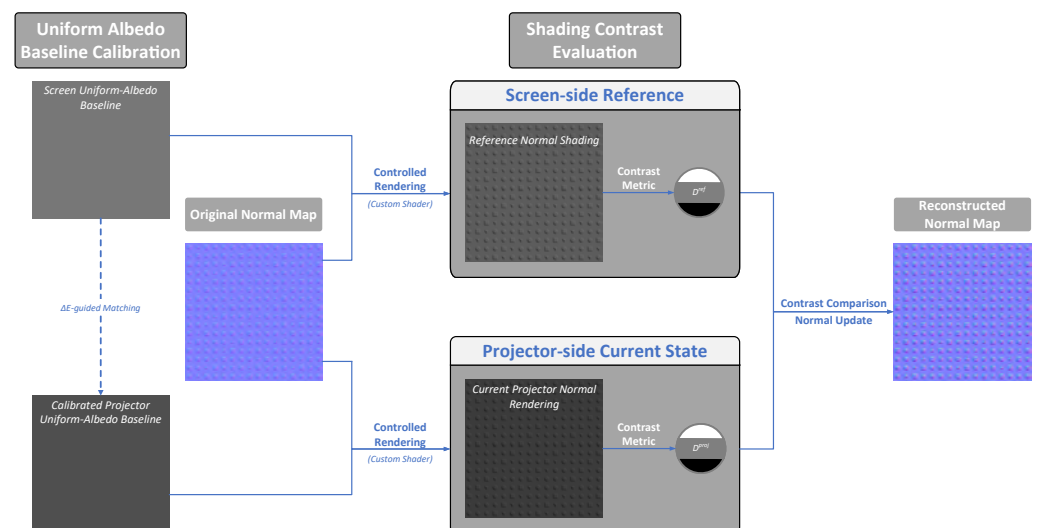 Uniform Albedo
Baseline Calibration
Shading Contrast
Evaluation
Screen Uniform-Albedo
Baseline
Screen-side Reference
Reference Normal Shading
Controlled
Rendering
(Custom Shader)
Contrast
Metric
D^ref
Original Normal Map
Reconstructed
Normal Map
ΔE-guided Matching
Contrast Comparison
Normal Update
Projector-side Current State
Calibrated Projector
Uniform-Albedo Baseline
Current Projector Normal
Rendering
Controlled
Rendering
(Custom Shader)
Contrast
Metric
D^proj